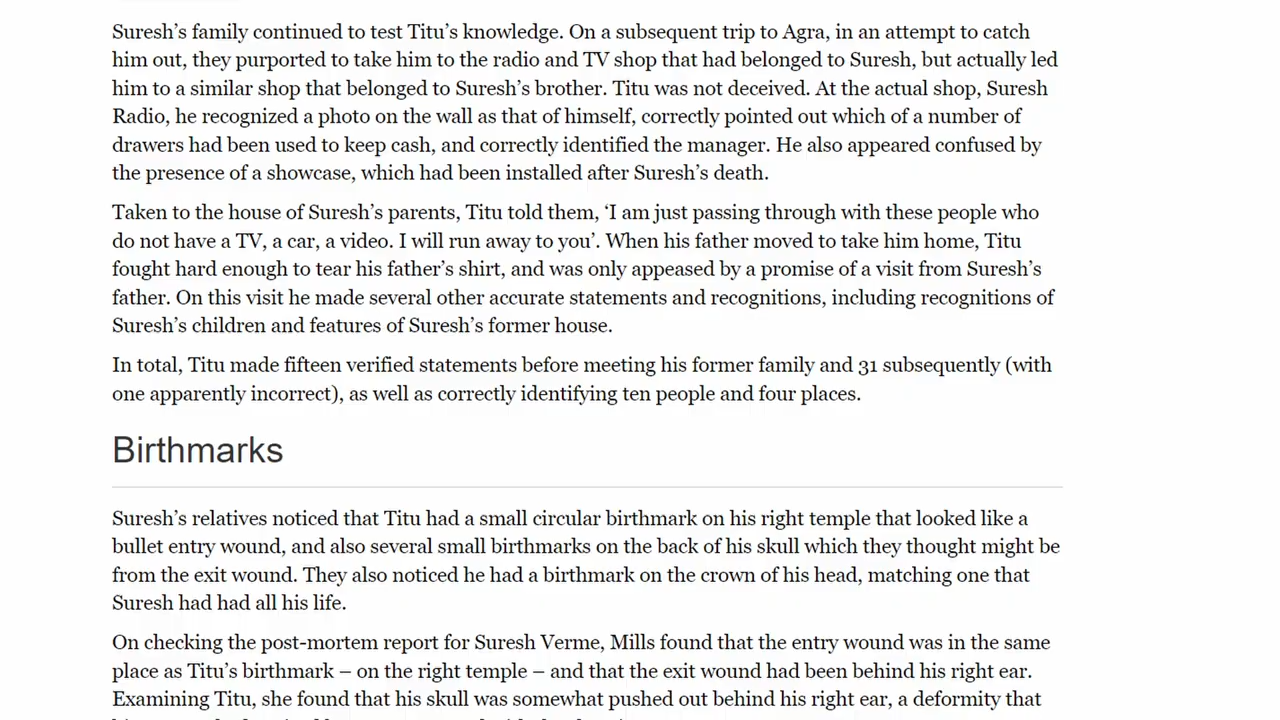 Suresh’s family continued to test Titu’s knowledge. On a subsequent trip to Agra, in an attempt to catch
him out, they purported to take him to the radio and TV shop that had belonged to Suresh, but actually led
him to a similar shop that belonged to Suresh’s brother. Titu was not deceived. At the actual shop, Suresh
Radio, he recognized a photo on the wall as that of himself, correctly pointed out which of a number of
drawers had been used to keep cash, and correctly identified the manager. He also appeared confused by
the presence of a showcase, which had been installed after Suresh’s death.
Taken to the house of Suresh’s parents, Titu told them, ‘I am just passing through with these people who
do not have a TV, a car, a video. I will run away to you’. When his father moved to take him home, Titu
fought hard enough to tear his father’s shirt, and was only appeased by a promise of a visit from Suresh’s
father. On this visit he made several other accurate statements and recognitions, including recognitions of
Suresh’s children and features of Suresh’s former house.
In total, Titu made fifteen verified statements before meeting his former family and 31 subsequently (with
one apparently incorrect), as well as correctly identifying ten people and four places.
Birthmarks
Suresh’s relatives noticed that Titu had a small circular birthmark on his right temple that looked like a
bullet entry wound, and also several small birthmarks on the back of his skull which they thought might be
from the exit wound. They also noticed he had a birthmark on the crown of his head, matching one that
Suresh had had all his life.
On checking the post-mortem report for Suresh Verme, Mills found that the entry wound was in the same
place as Titu’s birthmark – on the right temple – and that the exit wound had been behind his right ear.
Examining Titu, she found that his skull was somewhat pushed out behind his right ear, a deformity that